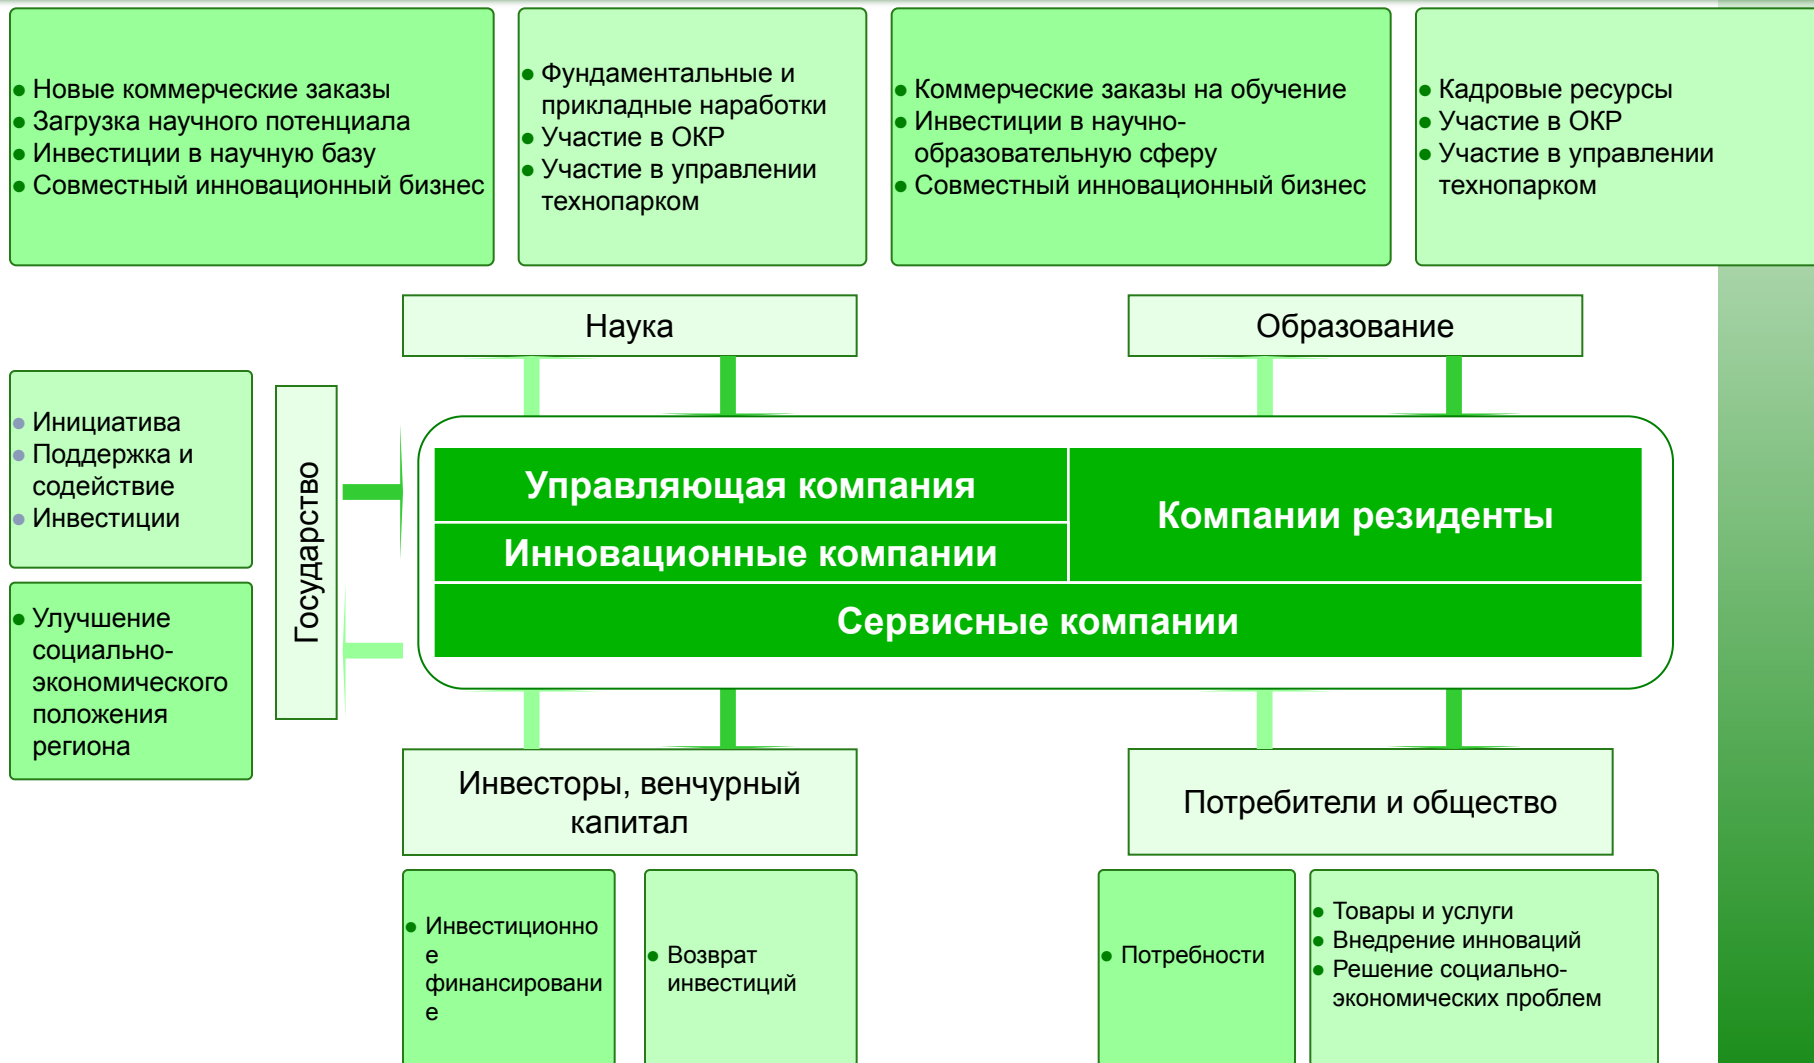 ● Новые коммерческие заказы
● Загрузка научного потенциала
● Инвестиции в научную базу
● Совместный инновационный бизнес
● Фундаментальные и
прикладные наработки
● Участие в ОКР
● Участие в управлении
технопарком
● Коммерческие заказы на обучение
● Инвестиции в научно-
образовательную сферу
● Совместный инновационный бизнес
● Кадровые ресурсы
● Участие в ОКР
● Участие в управлении
технопарком
Наука
Образование
● Инициатива
● Поддержка и
содействие
● Инвестиции
● Улучшение
социально-
экономического
положения
региона
Государство
Управляющая компания
Инновационные компании
Компании резиденты
Сервисные компании
Инвесторы, венчурный
капитал
Потребители и общество
● Инвестиционно
е
финансировани
е
● Возврат
инвестиций
● Потребности
● Товары и услуги
● Внедрение инноваций
● Решение социально-
экономических проблем